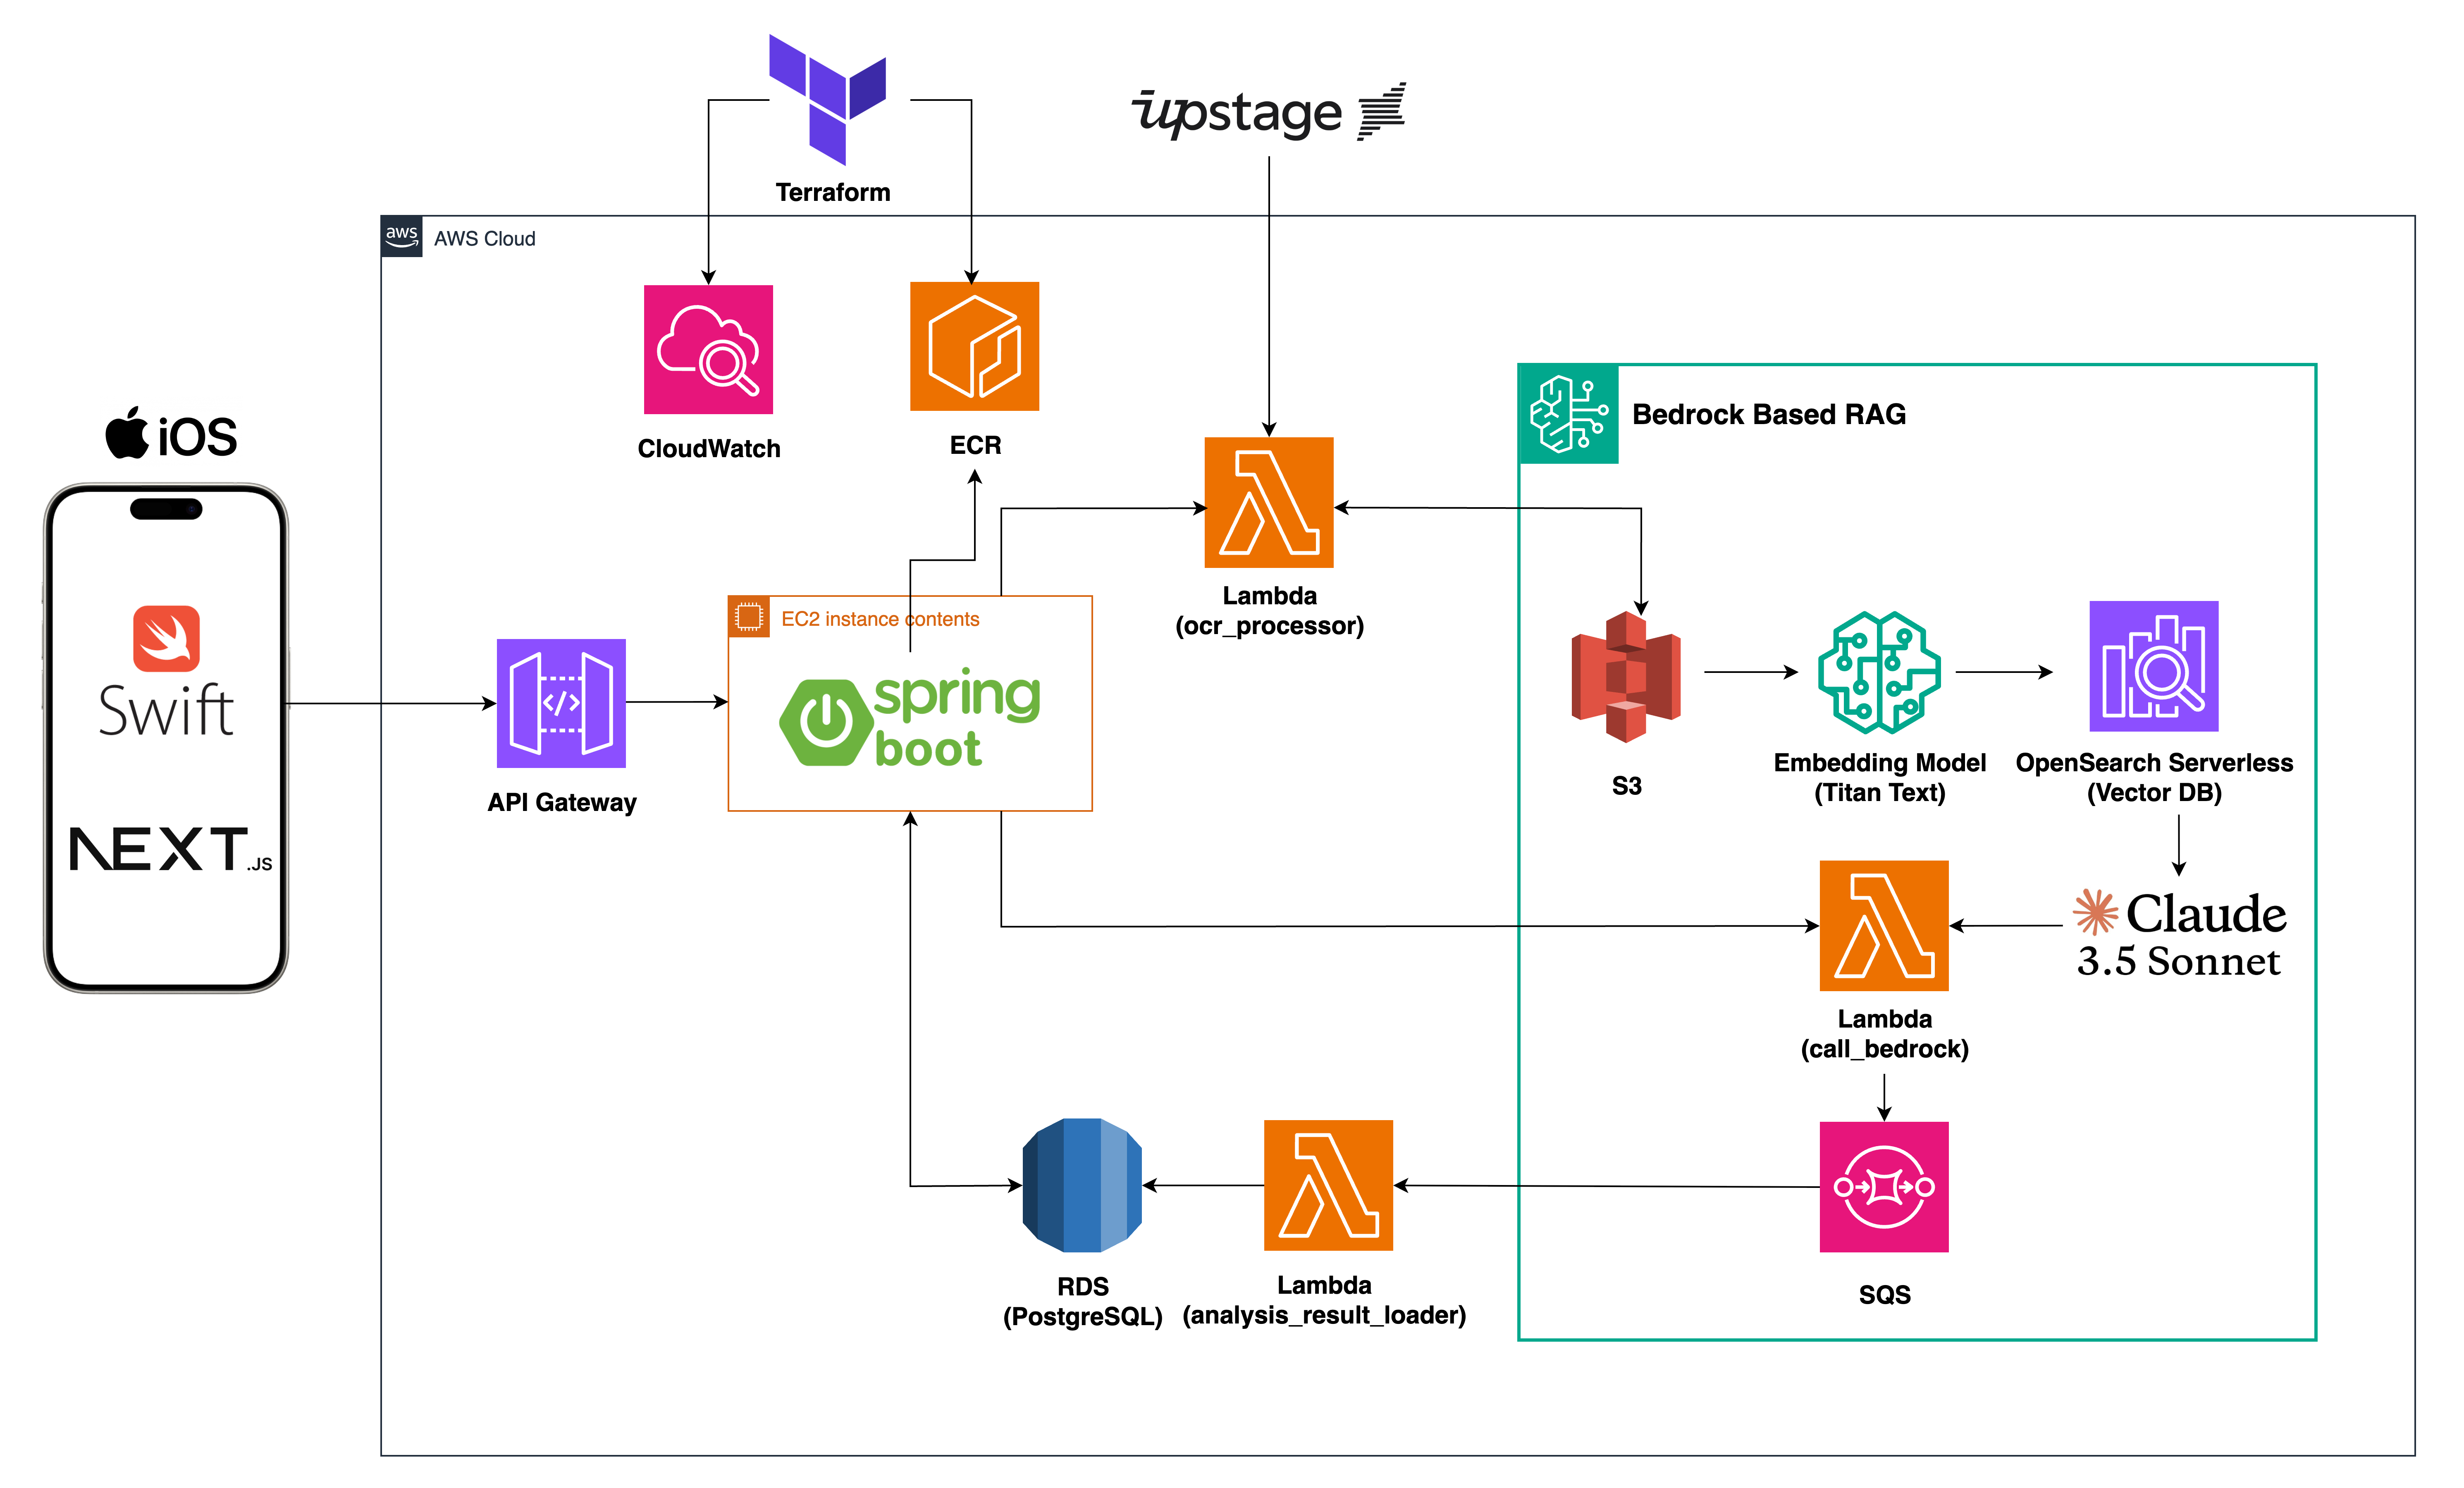 Terraform
upstage
aws
AWS Cloud
CloudWatch
ECR
iOS
Swift
NEXT.JS
API Gateway
EC2 instance contents
spring
boot
Lambda
(ocr_processor)
Bedrock Based RAG
S3
Embedding Model
(Titan Text)
OpenSearch Serverless
(Vector DB)
Claude
3.5 Sonnet
Lambda
(call_bedrock)
SQS
Lambda
(analysis_result_loader)
RDS
(PostgreSQL)